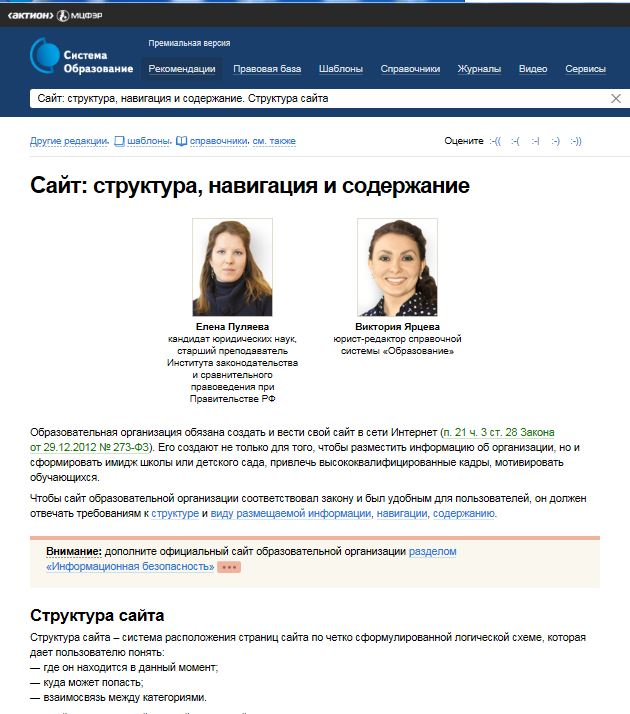 ‹АКТИОН› МЦФЭР
Премиальная версия
Система
Образование
Рекомендации Правовая база Шаблоны Справочники Журналы Видео Сервисы
Сайт: структура, навигация и содержание. Структура сайта
Другие редакции, шаблоны, справочники, см. также
Оцените :-(( :-( :-| :-) :-))
Сайт: структура, навигация и содержание
Елена Пуляева
кандидат юридических наук,
старший преподаватель
Института законодательства
и сравнительного
правоведения при
Правительстве РФ
Виктория Ярцева
юрист-редактор справочной
системы «Образование»
Образовательная организация обязана создать и вести свой сайт в сети Интернет (п. 21 ч. 3 ст. 28 Закона
от 29.12.2012 № 273-ФЗ). Его создают не только для того, чтобы разместить информацию об организации, но и
сформировать имидж школы или детского сада, привлечь высококвалифицированные кадры, мотивировать
обучающихся.
Чтобы сайт образовательной организации соответствовал закону и был удобным для пользователей, он должен
отвечать требованиям к структуре и виду размещаемой информации, навигации, содержанию.
Внимание: дополните официальный сайт образовательной организации разделом
«Информационная безопасность»
Структура сайта
Структура сайта – система расположения страниц сайта по четко сформулированной логической схеме, которая
дает пользователю понять:
— где он находится в данный момент;
— куда может попасть;
— взаимосвязь между категориями.